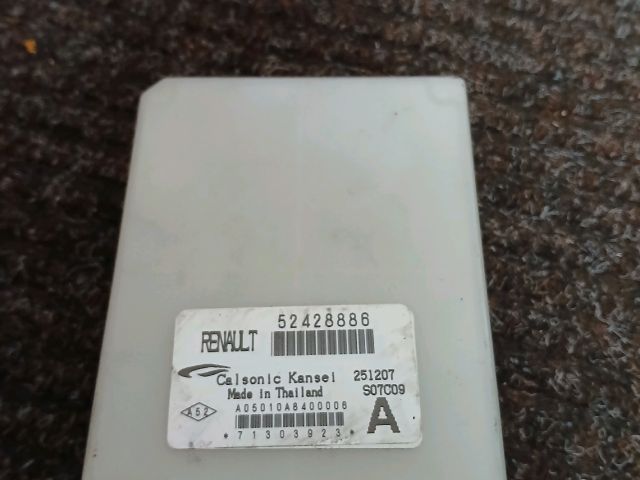 RENAULT 52428886
Calsonic Kansei 251207
Made in Thailand S07C09
A52 A05010A8400006 A
*71303923*